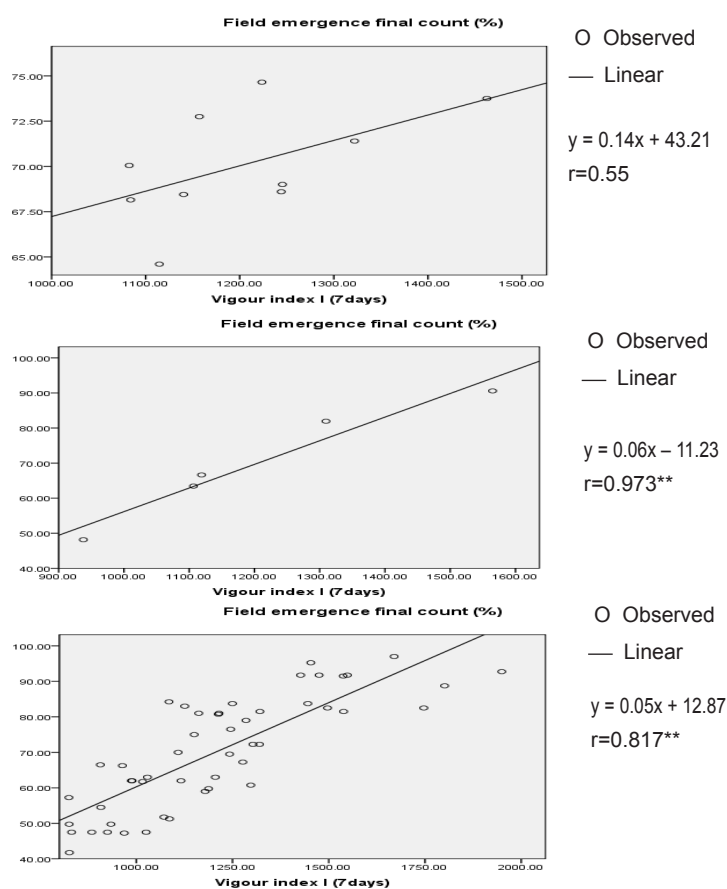 Field emergence final count (%)
O Observed
— Linear
y = 0.14x + 43.21
r=0.55
75.00
72.50
70.00
67.50
65.00
1000.00 1100.00 1200.00 1300.00 1400.00 1500.00
Vigour index I (7days)
Field emergence final count (%)
O Observed
— Linear
y = 0.06x – 11.23
r=0.973**
100.00
90.00
80.00
70.00
60.00
50.00
40.00
900.00 1000.00 1100.00 1200.00 1300.00 1400.00 1500.00 1600.00
Vigour index I (7days)
Field emergence final count (%)
O Observed
— Linear
y = 0.05x + 12.87
r=0.817**
100.00
90.00
80.00
70.00
60.00
50.00
40.00
1000.00 1250.00 1500.00 1750.00 2000.00
Vigour index I (7days)